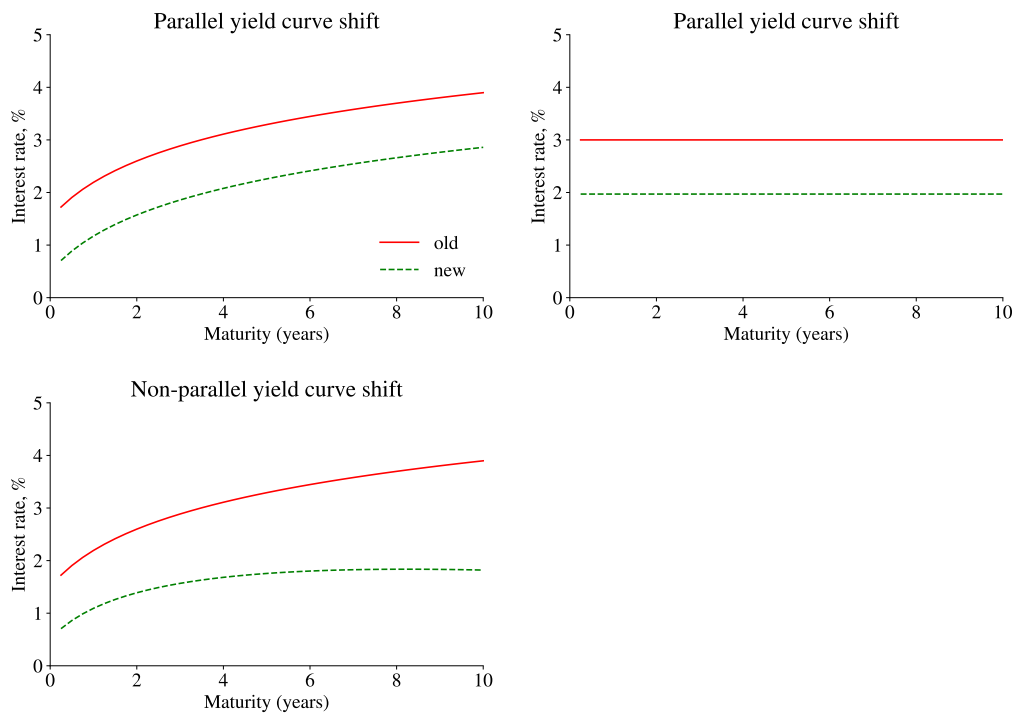 Parallel yield curve shift
5
4
3
2
1
0
Interest rate, %
old
new
0 2 4 6 8 10
Maturity (years)
Parallel yield curve shift
5
4
3
2
1
0
Interest rate, %
0 2 4 6 8 10
Maturity (years)
Non-parallel yield curve shift
5
4
3
2
1
0
Interest rate, %
0 2 4 6 8 10
Maturity (years)